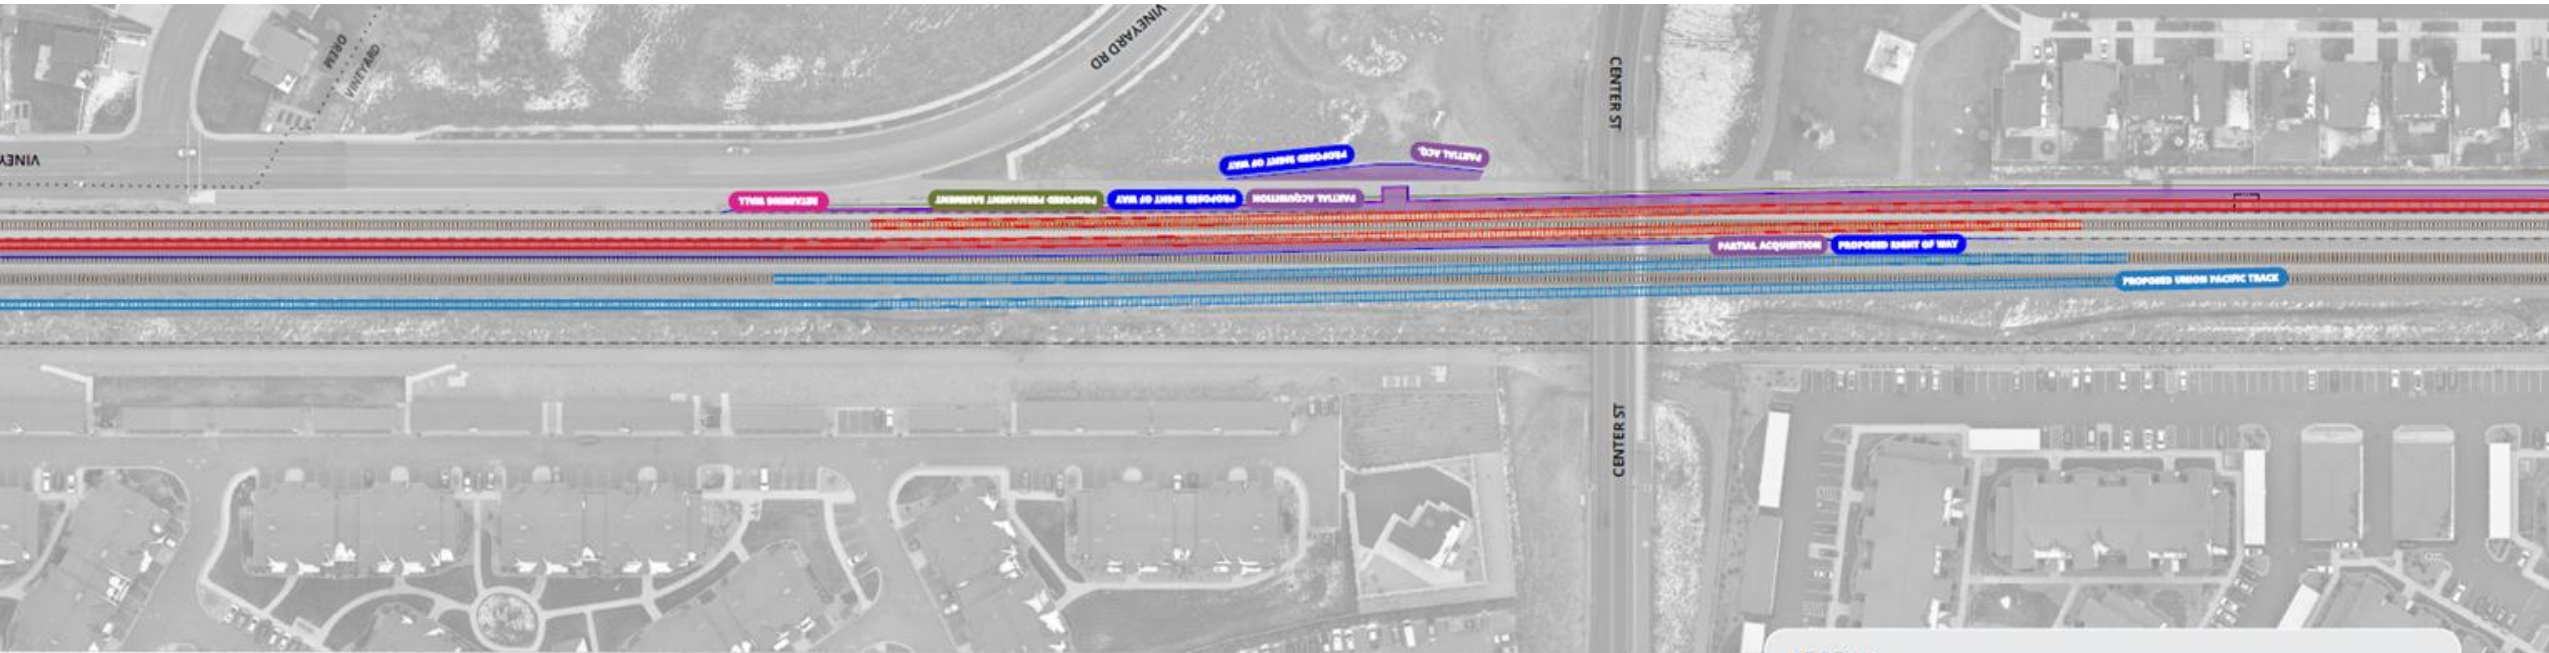 OREM
VINEYARD
VINEYARD RD
CENTER ST
VINEY
PROPOSED RIGHT OF WAY
PARTIAL ACQ.
RETAINING WALL
PROPOSED PERMANENT EASEMENT
PROPOSED RIGHT OF WAY
PARTIAL ACQUISITION
PARTIAL ACQUISITION
PROPOSED RIGHT OF WAY
PROPOSED UNION PACIFIC TRACK
CENTER ST